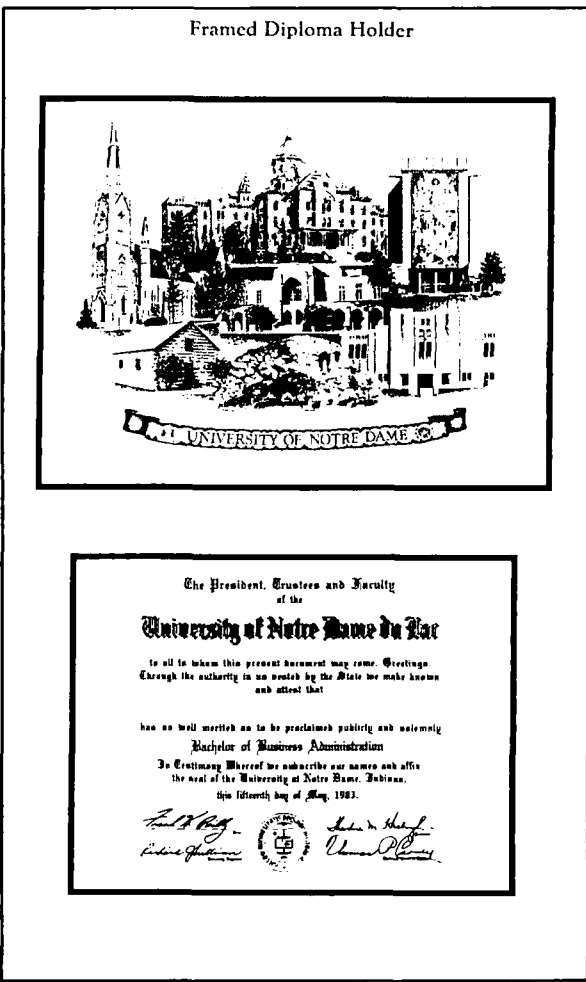 Framed Diploma Holder
UNIVERSITY OF NOTRE DAME
The President, Trustees and Faculty
of the
University of Notre Dame du Lac
to all to whom this present document may come, Greetings.
Through the authority in us vested by the State we make known
and attest that
has so well merited as to be proclaimed publicly and solemnly
Bachelor of Business Administration
In Testimony Whereof we subscribe our names and affix
the seal of the University at Notre Dame, Indiana,
this fifteenth day of May, 1983.